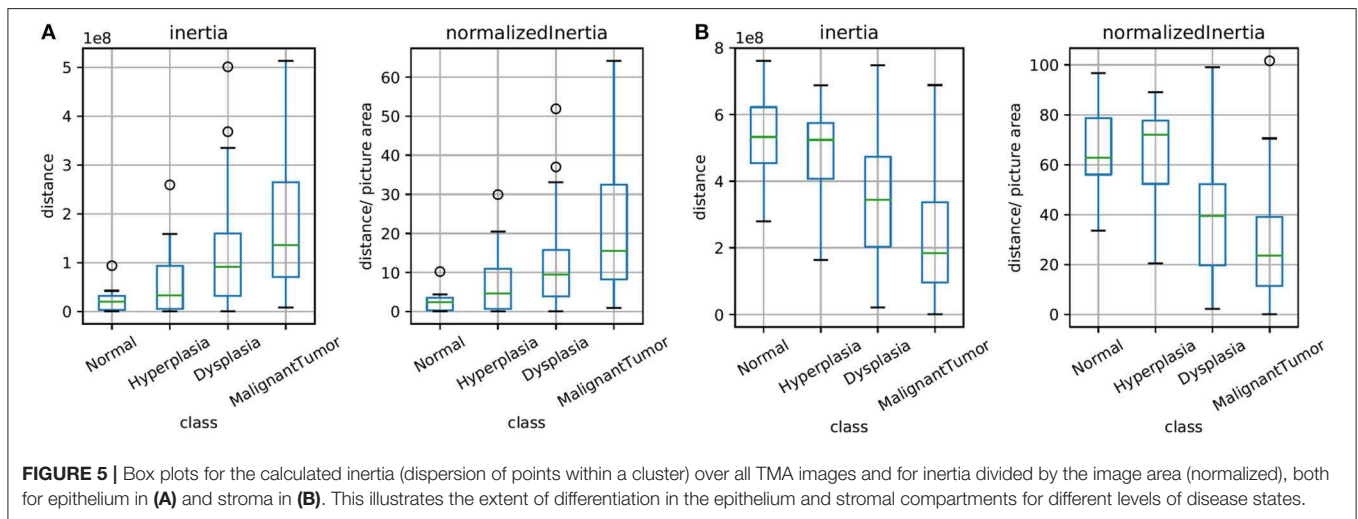 A
inertia
1e8
5
4
3
2
1
0
distance
Normal
Hyperplasia
Dysplasia
MalignantTumor
class
normalizedInertia
60
50
40
30
20
10
0
distance/ picture area
Normal
Hyperplasia
Dysplasia
MalignantTumor
class
B
inertia
1e8
8
6
4
2
0
distance
Normal
Hyperplasia
Dysplasia
MalignantTumor
class
normalizedInertia
100
80
60
40
20
0
distance/ picture area
Normal
Hyperplasia
Dysplasia
MalignantTumor
class
FIGURE 5 | Box plots for the calculated inertia (dispersion of points within a cluster) over all TMA images and for inertia divided by the image area (normalized), both
for epithelium in (A) and stroma in (B). This illustrates the extent of differentiation in the epithelium and stromal compartments for different levels of disease states.